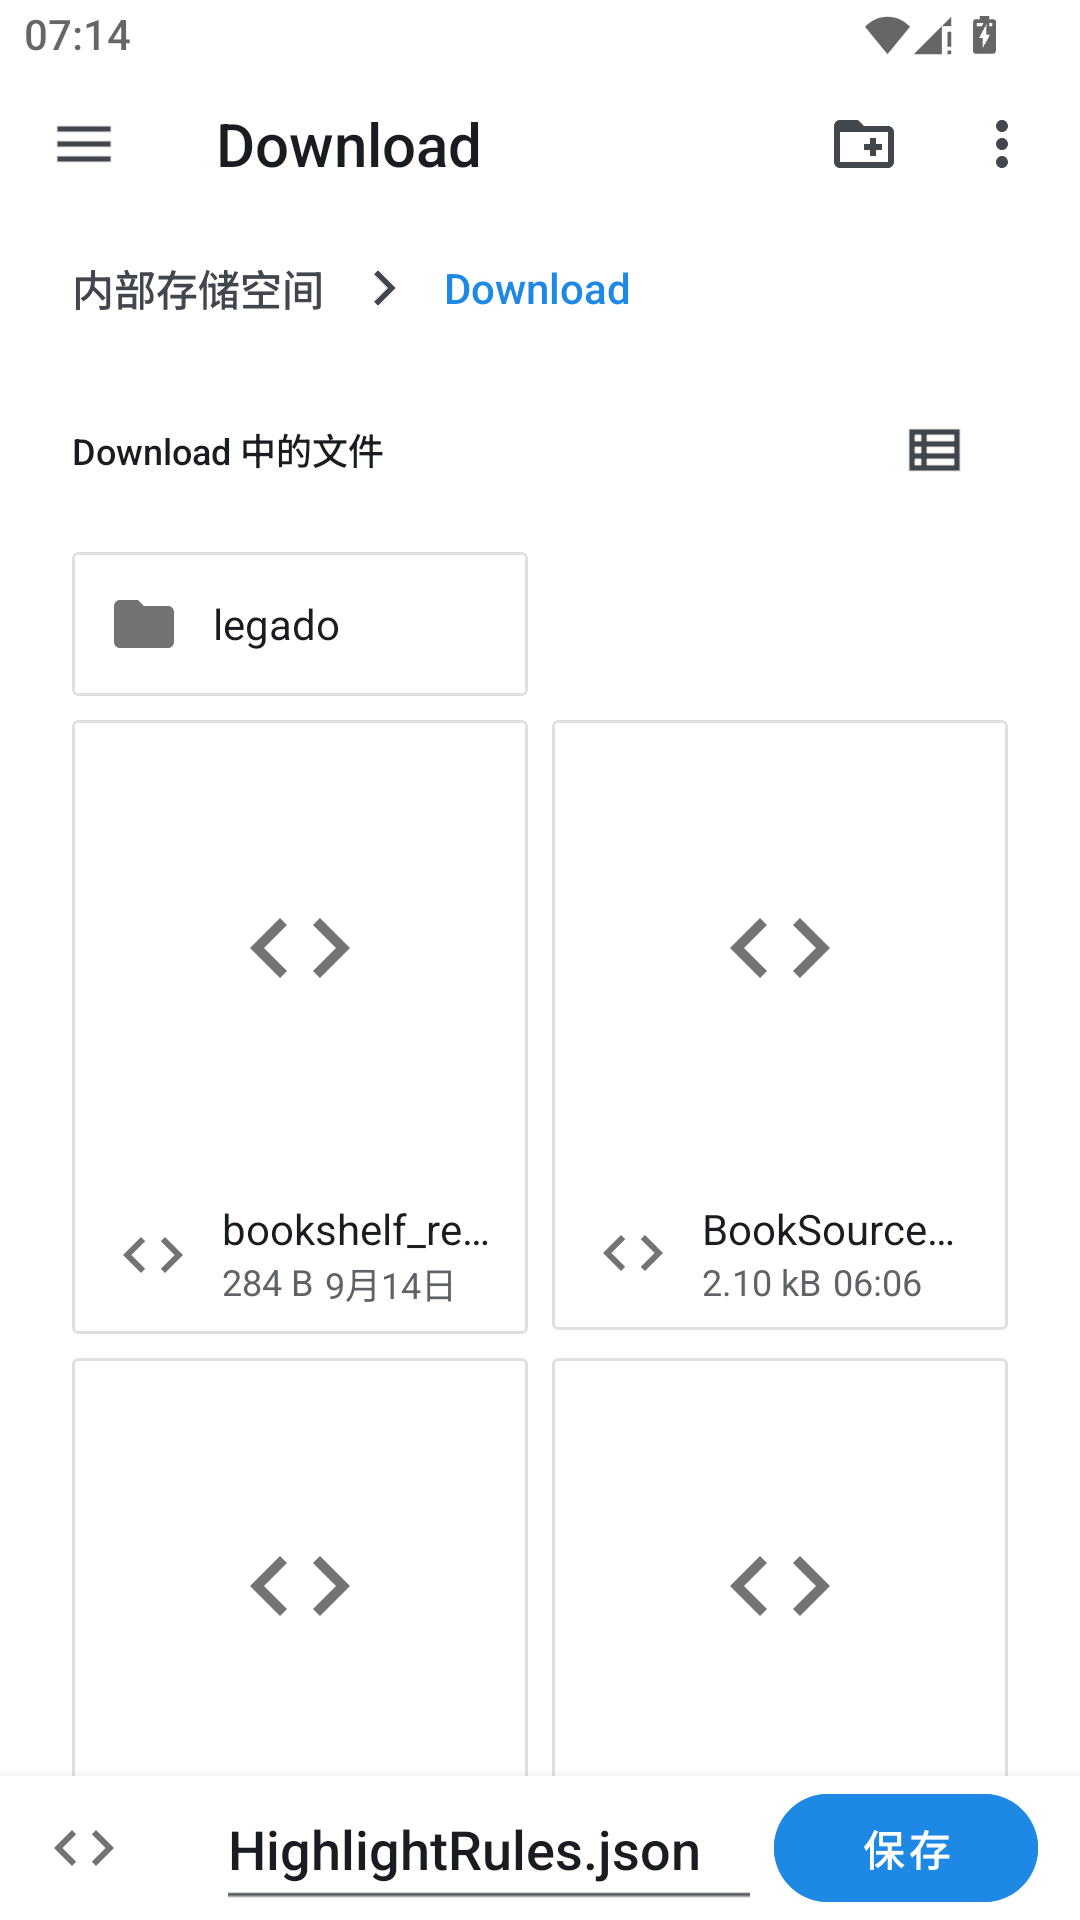 07:14
Download
内部存储空间 Download
Download 中的文件
legado
bookshelf_re…
284 B 9月14日
BookSource…
2.10 kB 06:06
HighlightRules.json
保存